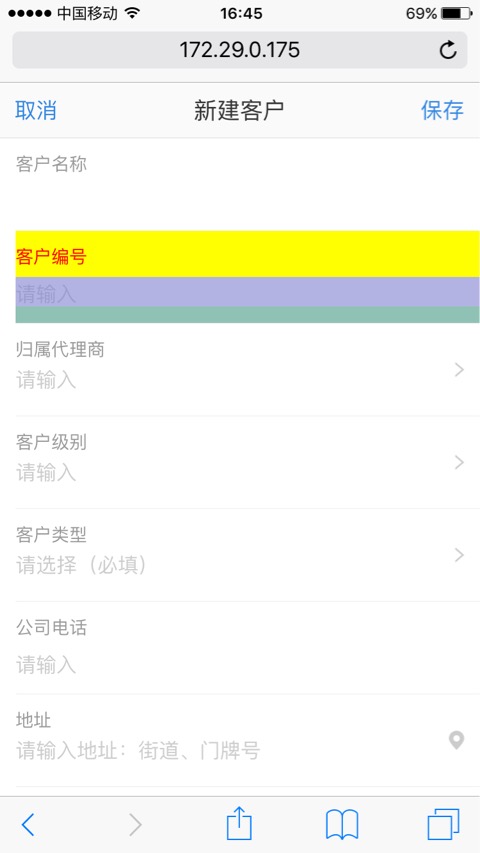 中国移动 16:45 69%
172.29.0.175
取消 新建客户 保存
客户名称
客户编号
请输入
归属代理商
请输入
客户级别
请输入
客户类型
请选择（必填）
公司电话
请输入
地址
请输入地址：街道、门牌号